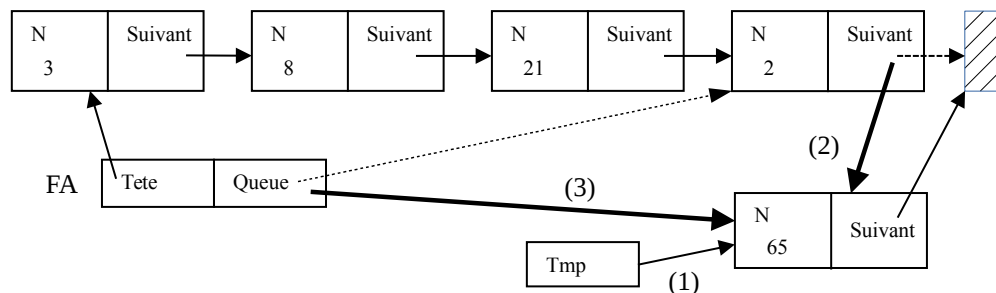 N Suivant N Suivant N Suivant N Suivant
3 8 21 2
(2)
FA Tete Queue
(3)
N Suivant
65
Tmp
(1)